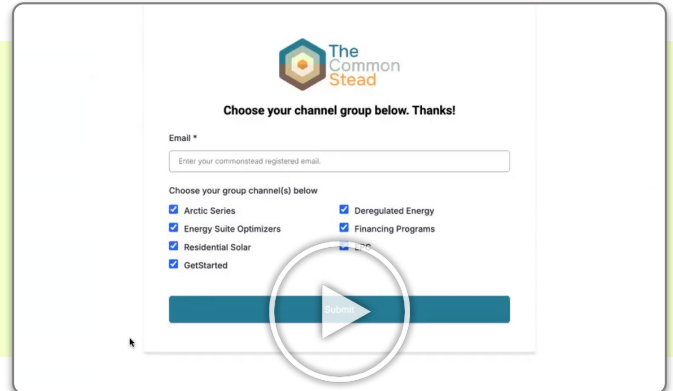 The
Common
Stead
Choose your channel group below. Thanks!
Email *
Enter your commonstead registered email.
Choose your group channel(s) below
Arctic Series
Deregulated Energy
Energy Suite Optimizers
Financing Programs
Residential Solar
GetStarted
Submit